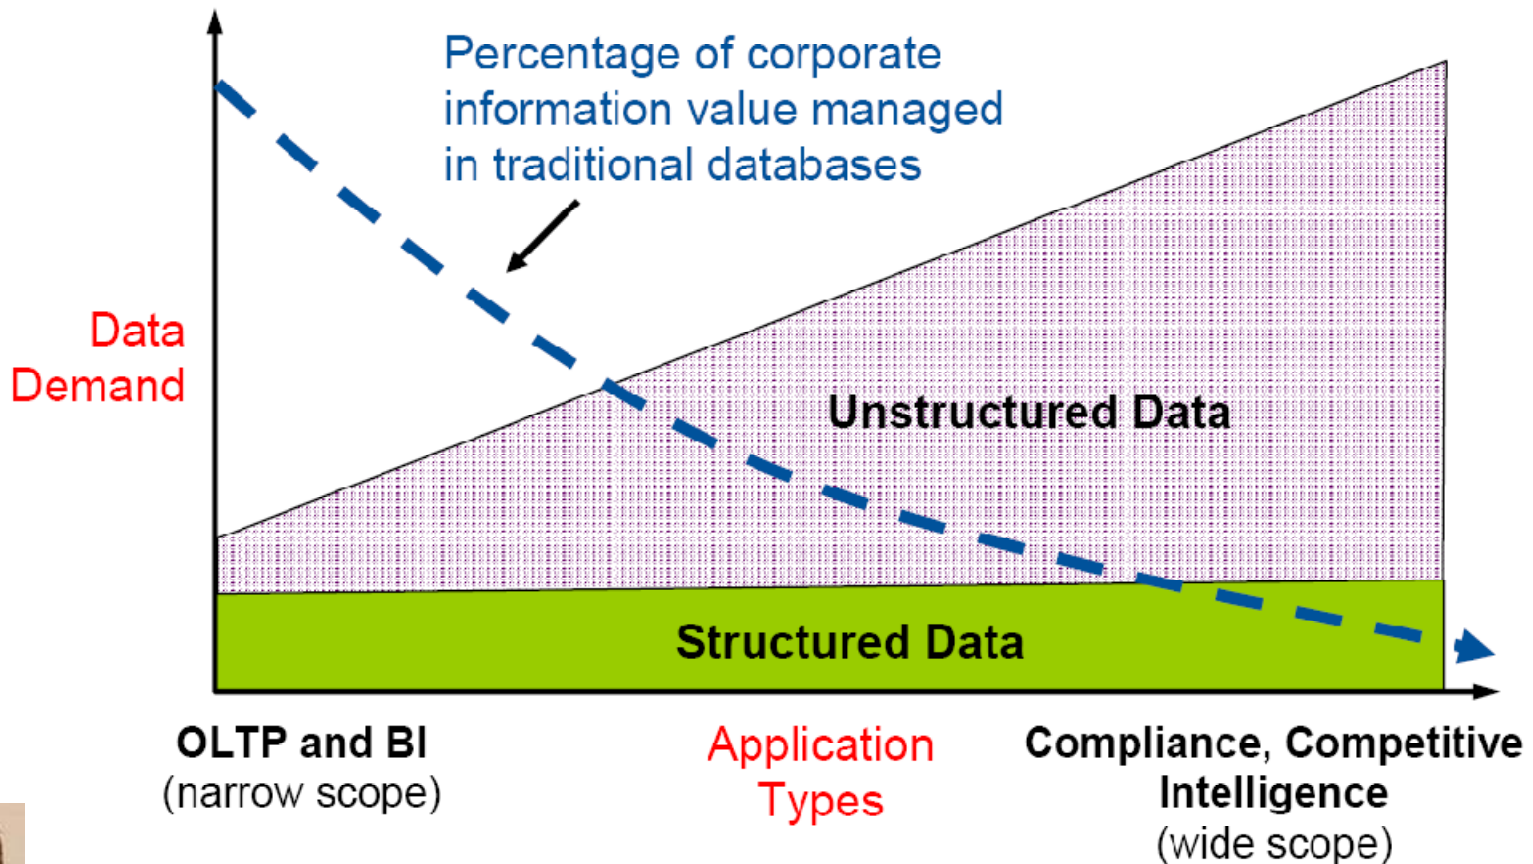 Percentage of corporate
information value managed
in traditional databases
Data
Demand
Unstructured Data
Structured Data
OLTP and BI
(narrow scope)
Application
Types
Compliance, Competitive
Intelligence
(wide scope)